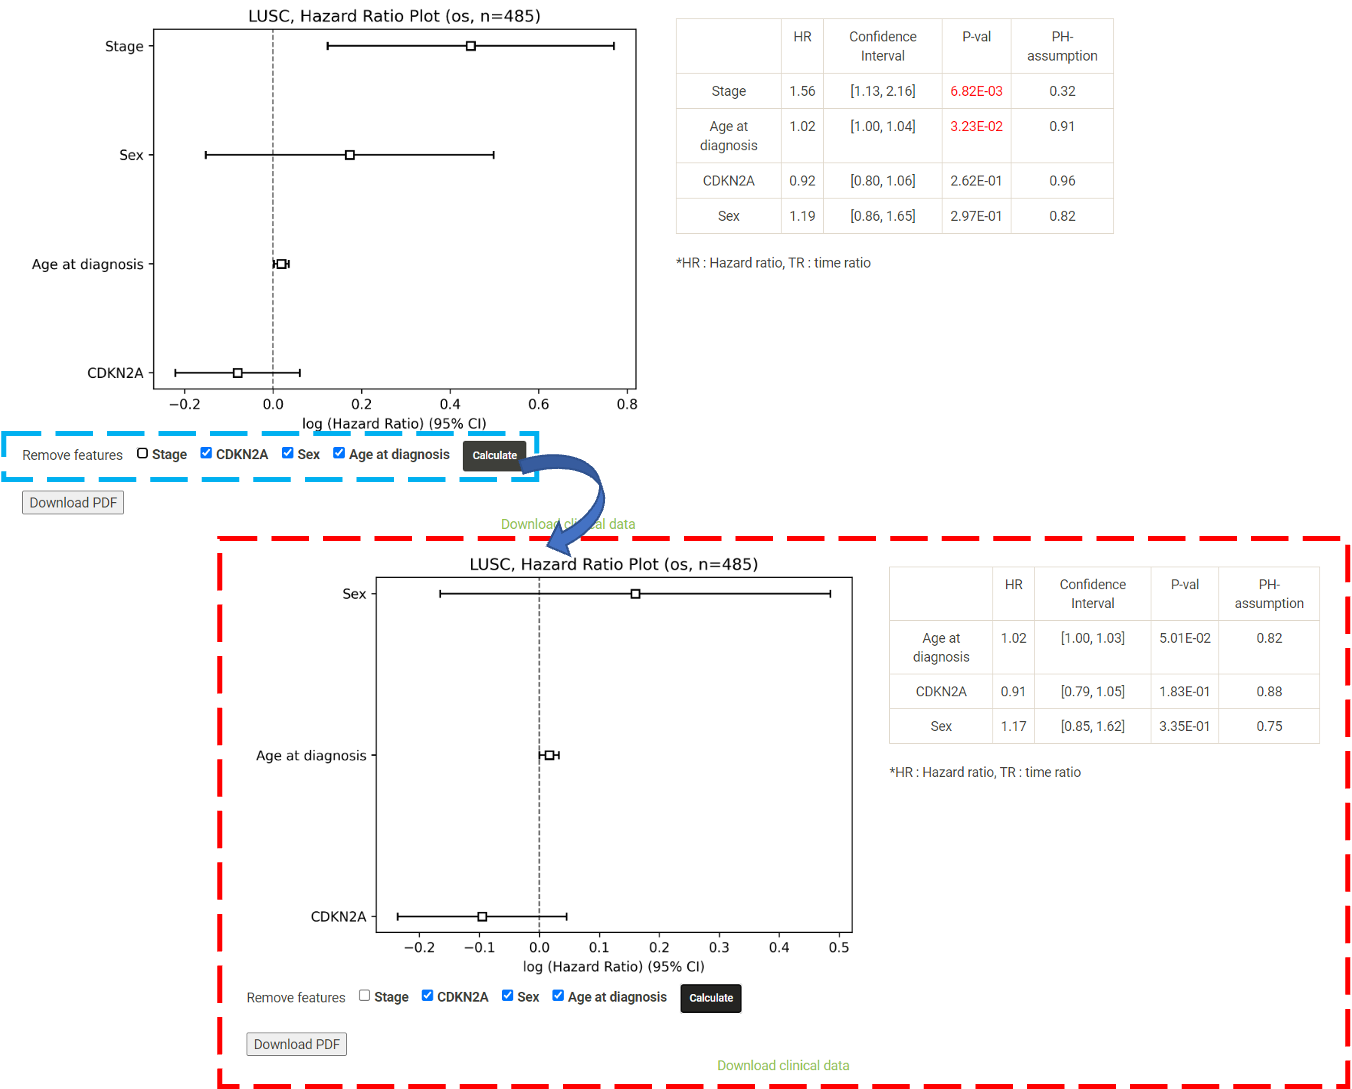 LUSC, Hazard Ratio Plot (os, n=485)
Stage
Sex
Age at diagnosis
CDKN2A
−0.2 0.0 0.2 0.4 0.6 0.8
log (Hazard Ratio) (95% CI)
HR Confidence Interval P-val PH-assumption
Stage 1.56 [1.13, 2.16] 6.82E-03 0.32
Age at diagnosis 1.02 [1.00, 1.04] 3.23E-02 0.91
CDKN2A 0.92 [0.80, 1.06] 2.62E-01 0.96
Sex 1.19 [0.86, 1.65] 2.97E-01 0.82
*HR : Hazard ratio, TR : time ratio
Remove features Stage CDKN2A Sex Age at diagnosis Calculate
Download PDF
Download clinical data
LUSC, Hazard Ratio Plot (os, n=485)
Sex
Age at diagnosis
CDKN2A
−0.2 −0.1 0.0 0.1 0.2 0.3 0.4 0.5
log (Hazard Ratio) (95% CI)
HR Confidence Interval P-val PH-assumption
Age at diagnosis 1.02 [1.00, 1.03] 5.01E-02 0.82
CDKN2A 0.91 [0.79, 1.05] 1.83E-01 0.88
Sex 1.17 [0.85, 1.62] 3.35E-01 0.75
*HR : Hazard ratio, TR : time ratio
Remove features Stage CDKN2A Sex Age at diagnosis Calculate
Download PDF
Download clinical data